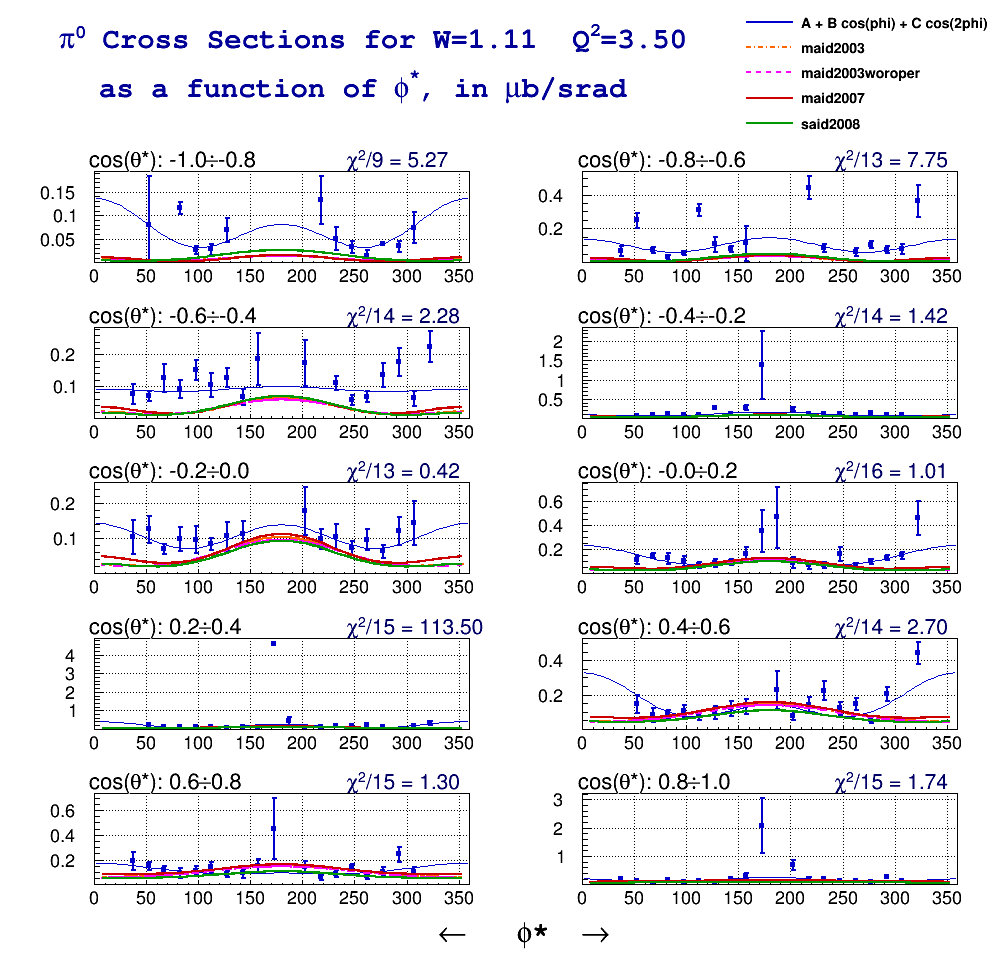 π⁰ Cross Sections for W=1.11 Q²=3.50
as a function of ϕ*, in μb/srad
A + B cos(phi) + C cos(2phi)
maid2003
maid2003woroper
maid2007
said2008
cos(θ*): -1.0÷-0.8 χ²/9 = 5.27
0.15
0.1
0.05
0 50 100 150 200 250 300 350
cos(θ*): -0.8÷-0.6 χ²/13 = 7.75
0.4
0.2
0 50 100 150 200 250 300 350
cos(θ*): -0.6÷-0.4 χ²/14 = 2.28
0.2
0.1
0 50 100 150 200 250 300 350
cos(θ*): -0.4÷-0.2 χ²/14 = 1.42
2
1.5
1
0.5
0 50 100 150 200 250 300 350
cos(θ*): -0.2÷0.0 χ²/13 = 0.42
0.2
0.1
0 50 100 150 200 250 300 350
cos(θ*): -0.0÷0.2 χ²/16 = 1.01
0.6
0.4
0.2
0 50 100 150 200 250 300 350
cos(θ*): 0.2÷0.4 χ²/15 = 113.50
4
3
2
1
0 50 100 150 200 250 300 350
cos(θ*): 0.4÷0.6 χ²/14 = 2.70
0.4
0.2
0 50 100 150 200 250 300 350
cos(θ*): 0.6÷0.8 χ²/15 = 1.30
0.6
0.4
0.2
0 50 100 150 200 250 300 350
cos(θ*): 0.8÷1.0 χ²/15 = 1.74
3
2
1
0 50 100 150 200 250 300 350
← ϕ* →